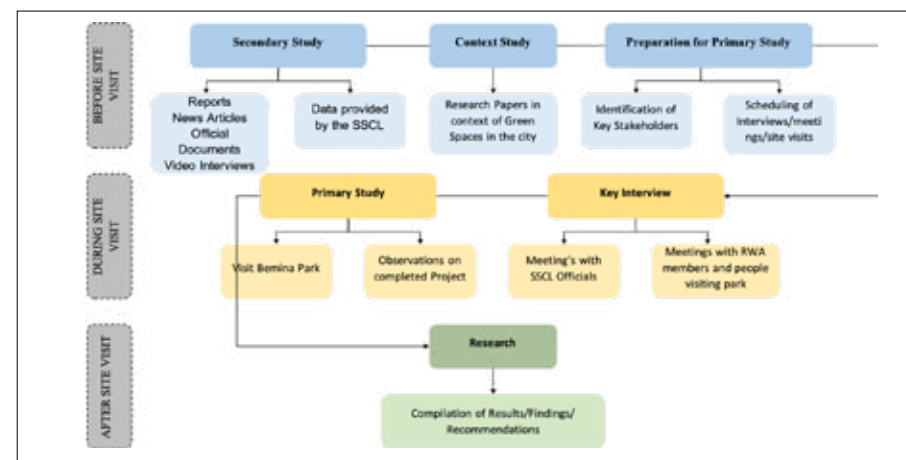 BEFORE SITE
VISIT
Secondary Study
Context Study
Preparation for Primary Study
Reports
News Articles
Official
Documents
Video Interviews
Data provided
by the SSCL
Research Papers in
context of Green
Spaces in the city
Identification of
Key Stakeholders
Scheduling of
Interviews/meeti
ngs/site visits
DURING SITE
VISIT
Primary Study
Key Interview
Visit Bemina Park
Observations on
completed Project
Meeting's with
SSCL Officials
Meetings with RWA
members and people
visiting park
AFTER SITE VISIT
Research
Compilation of Results/Findings/
Recommendations